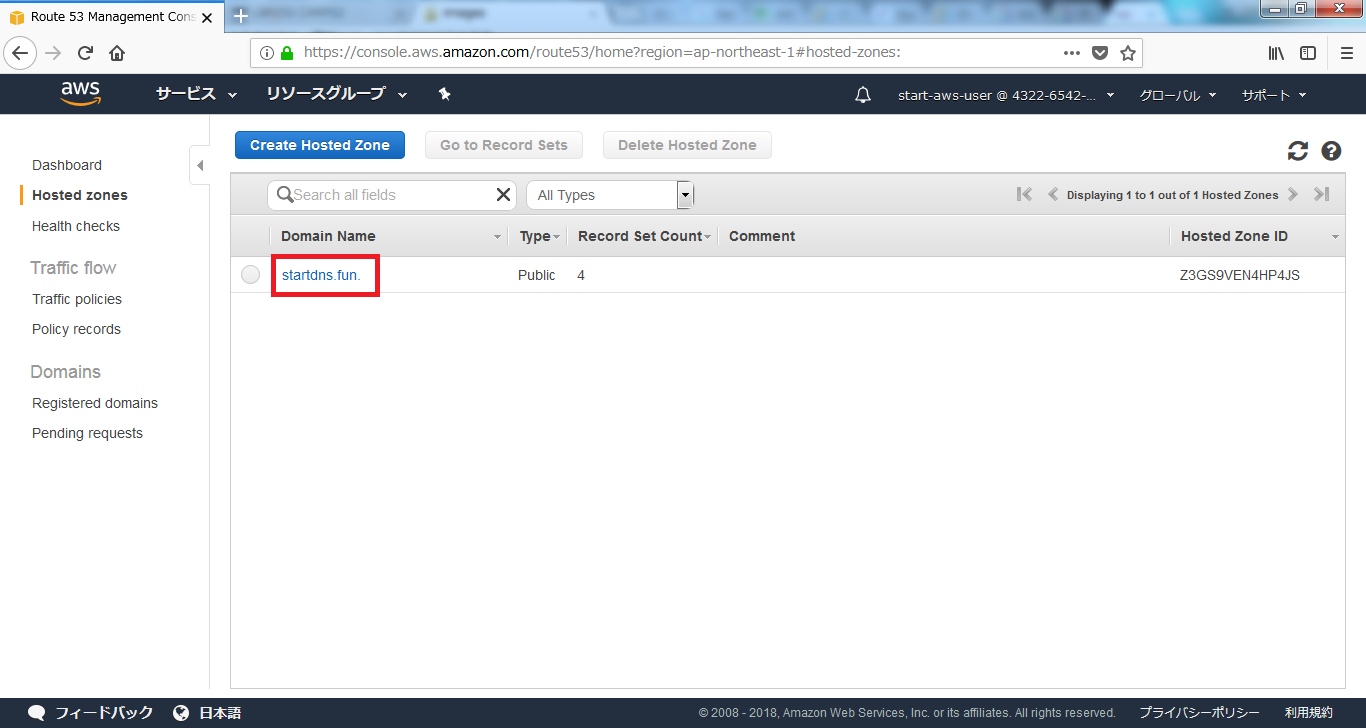 Route 53 Management Cons
https://console.aws.amazon.com/route53/home?region=ap-northeast-1#hosted-zones:
aws サービス リソースグループ start-aws-user @ 4322-6542-... グローバル サポート
Create Hosted Zone Go to Record Sets Delete Hosted Zone
Dashboard
Hosted zones
Health checks
Traffic flow
Traffic policies
Policy records
Domains
Registered domains
Pending requests
Search all fields All Types Displaying 1 to 1 out of 1 Hosted Zones
Domain Name Type Record Set Count Comment Hosted Zone ID
startdns.fun. Public 4 Z3GS9VEN4HP4JS
フィードバック 日本語 © 2008 - 2018, Amazon Web Services, Inc. or its affiliates. All rights reserved. プライバシーポリシー 利用規約